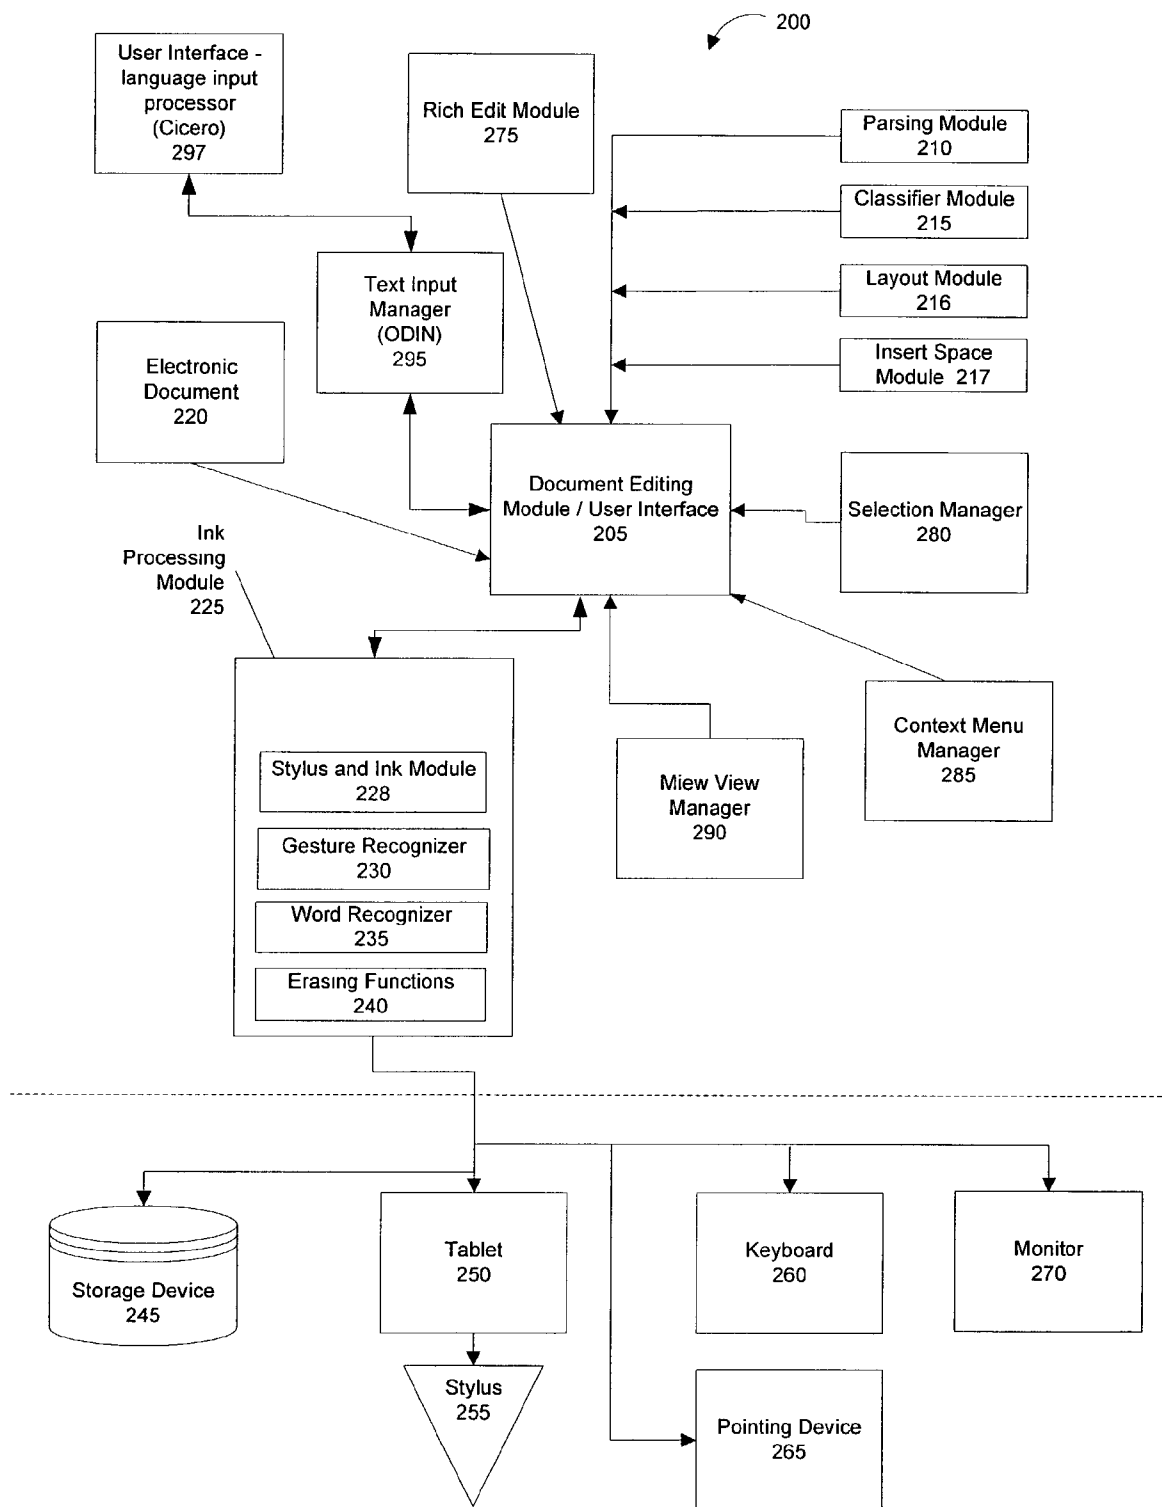 200
User Interface -
language input
processor
(Cicero)
297
Rich Edit Module
275
Parsing Module
210
Classifier Module
215
Layout Module
216
Insert Space
Module 217
Text Input
Manager
(ODIN)
295
Electronic
Document
220
Document Editing
Module / User Interface
205
Selection Manager
280
Ink
Processing
Module
225
Context Menu
Manager
285
Miew View
Manager
290
Stylus and Ink Module
228
Gesture Recognizer
230
Word Recognizer
235
Erasing Functions
240
Storage Device
245
Tablet
250
Keyboard
260
Monitor
270
Stylus
255
Pointing Device
265